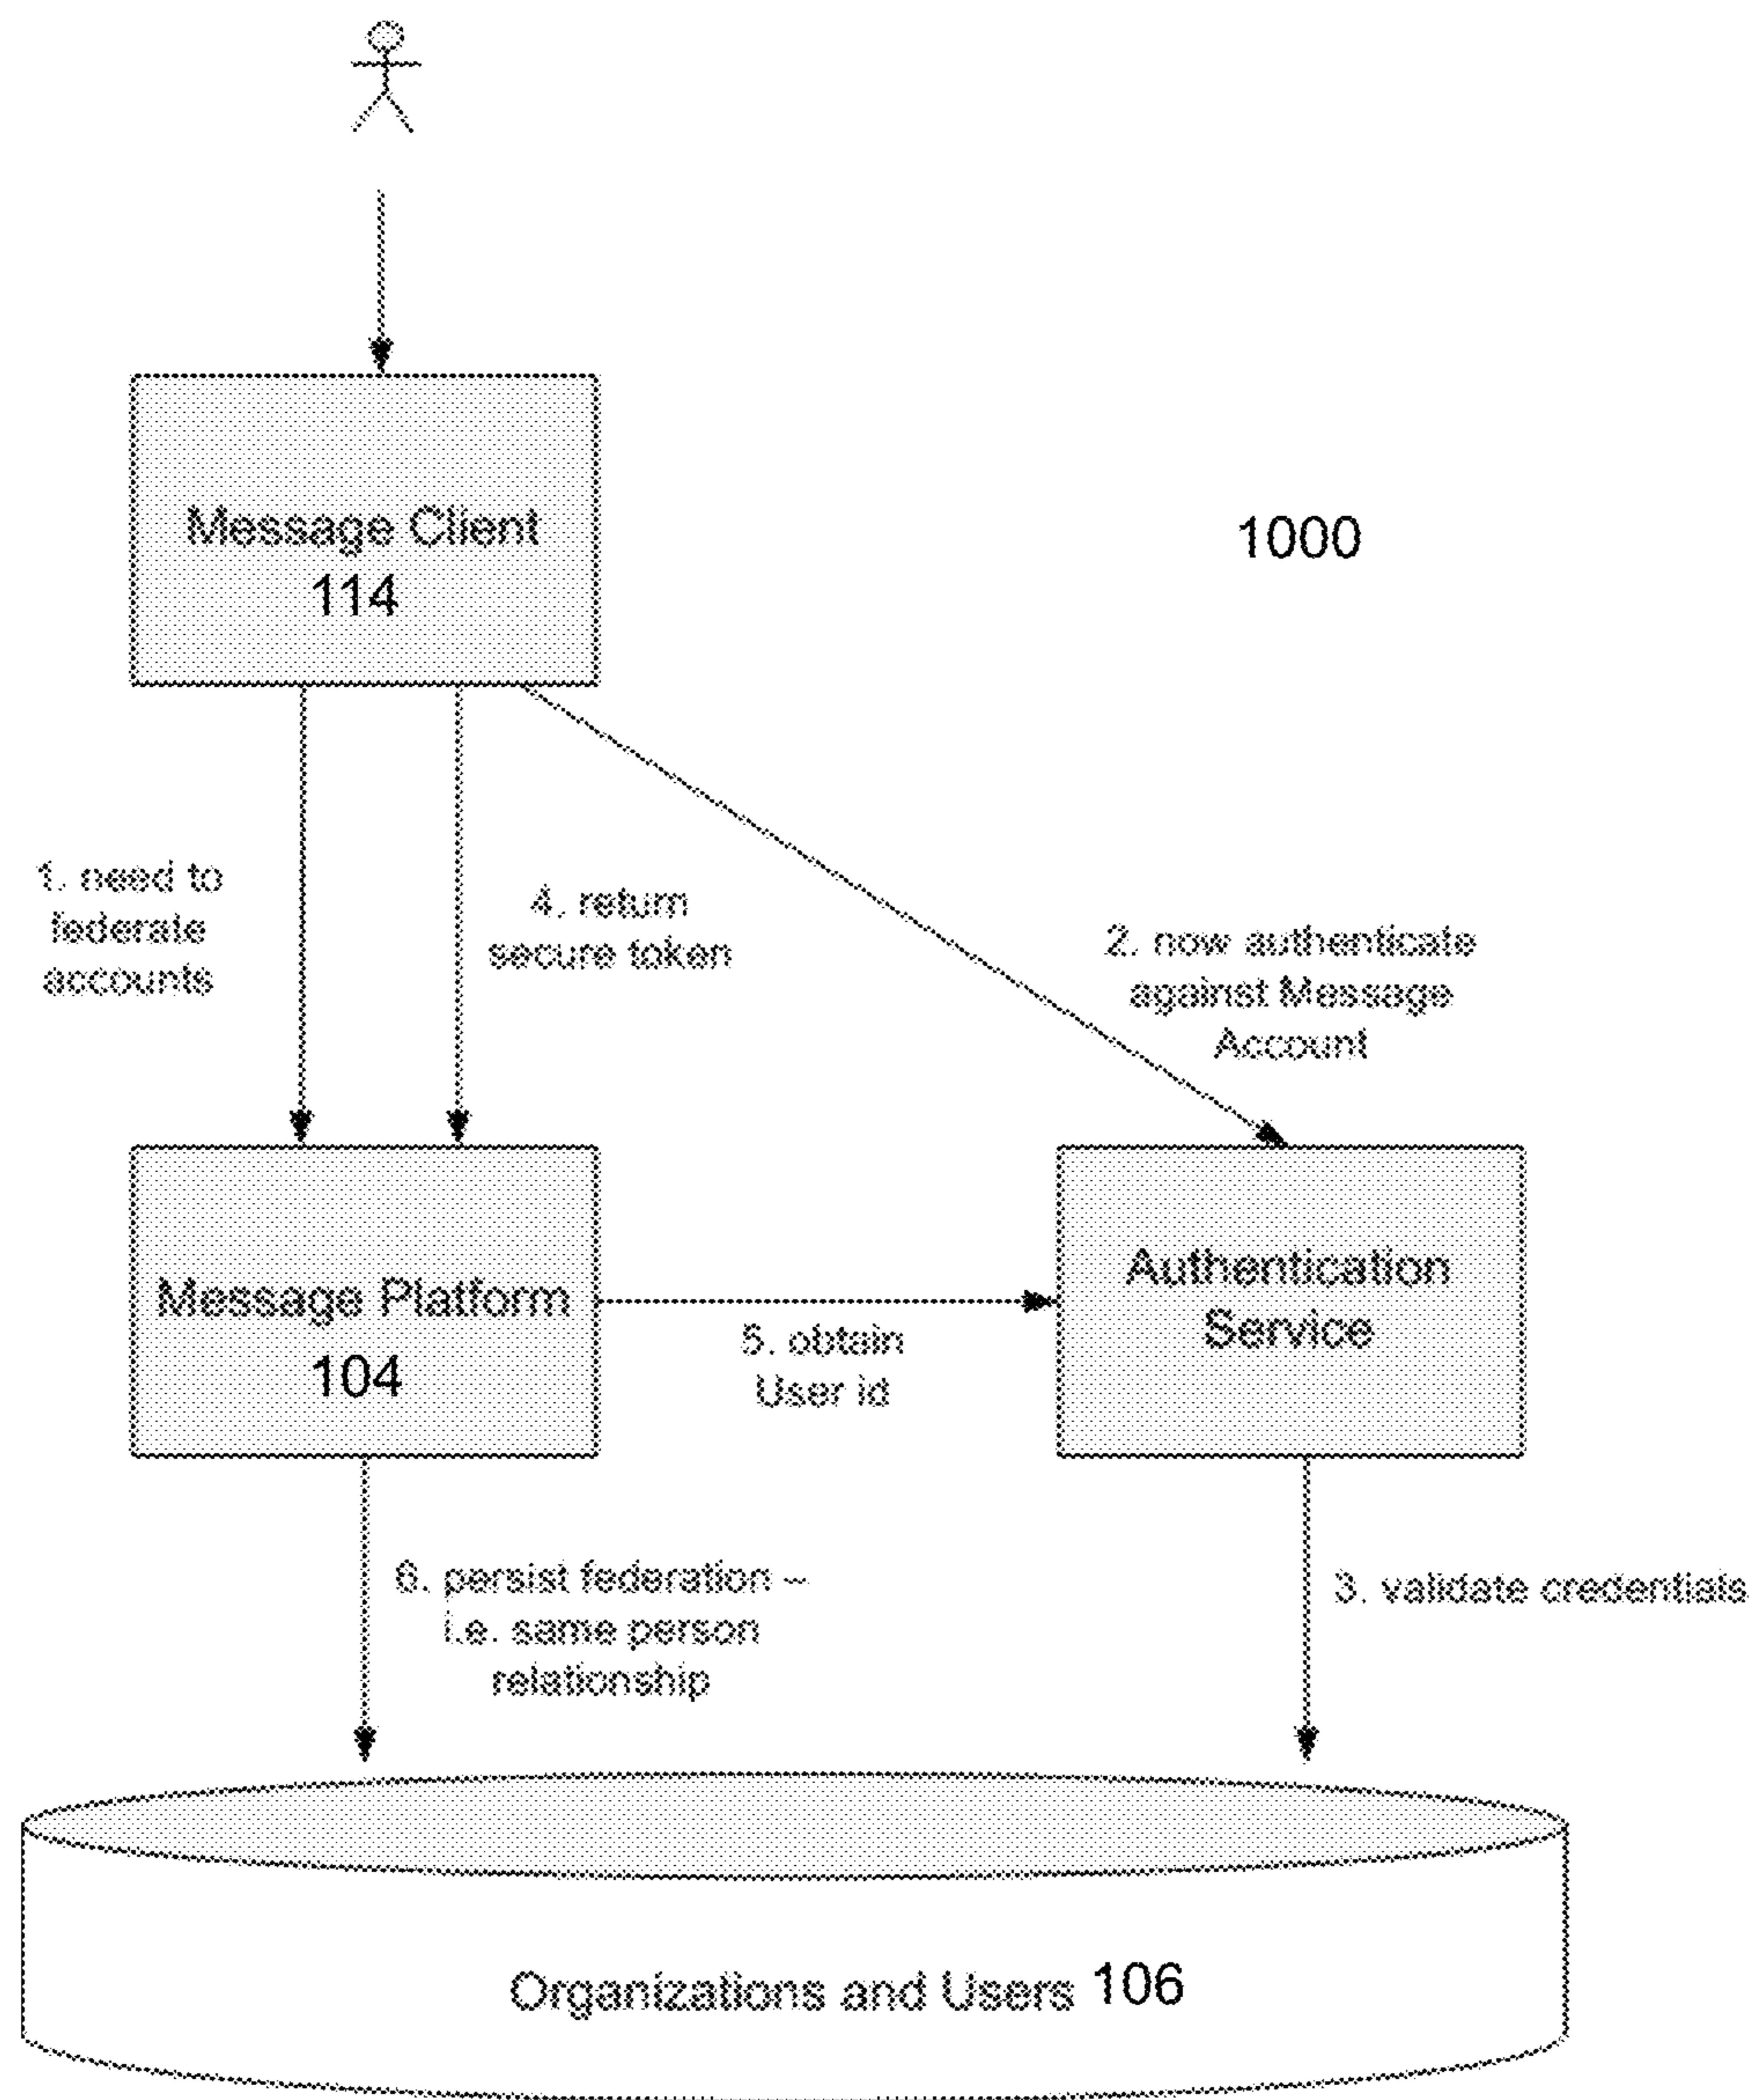 Message Client
114
1000
1. need to
federate
accounts
4. return
secure token
2. now authenticate
against Message
Account
Message Platform
104
5. obtain
User id
Authentication
Service
6. persist federation –
i.e. same person
relationship
3. validate credentials
Organizations and Users 106